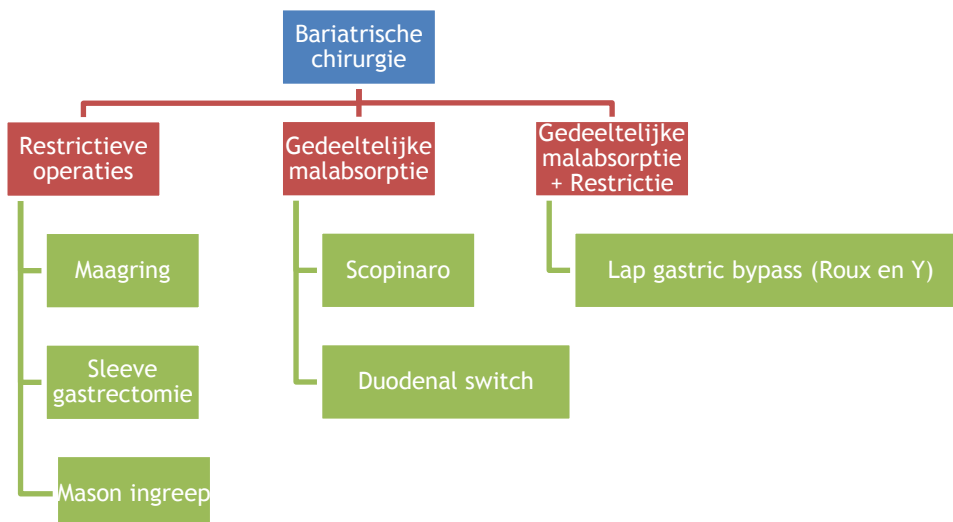 Bariatrische
chirurgie
Restrictieve
operaties
Gedeeltelijke
malabsorptie
Gedeeltelijke
malabsorptie
+ Restrictie
Maagring
Scopinaro
Lap gastric bypass (Roux en Y)
Sleeve
gastrectomie
Duodenal switch
Mason ingreep